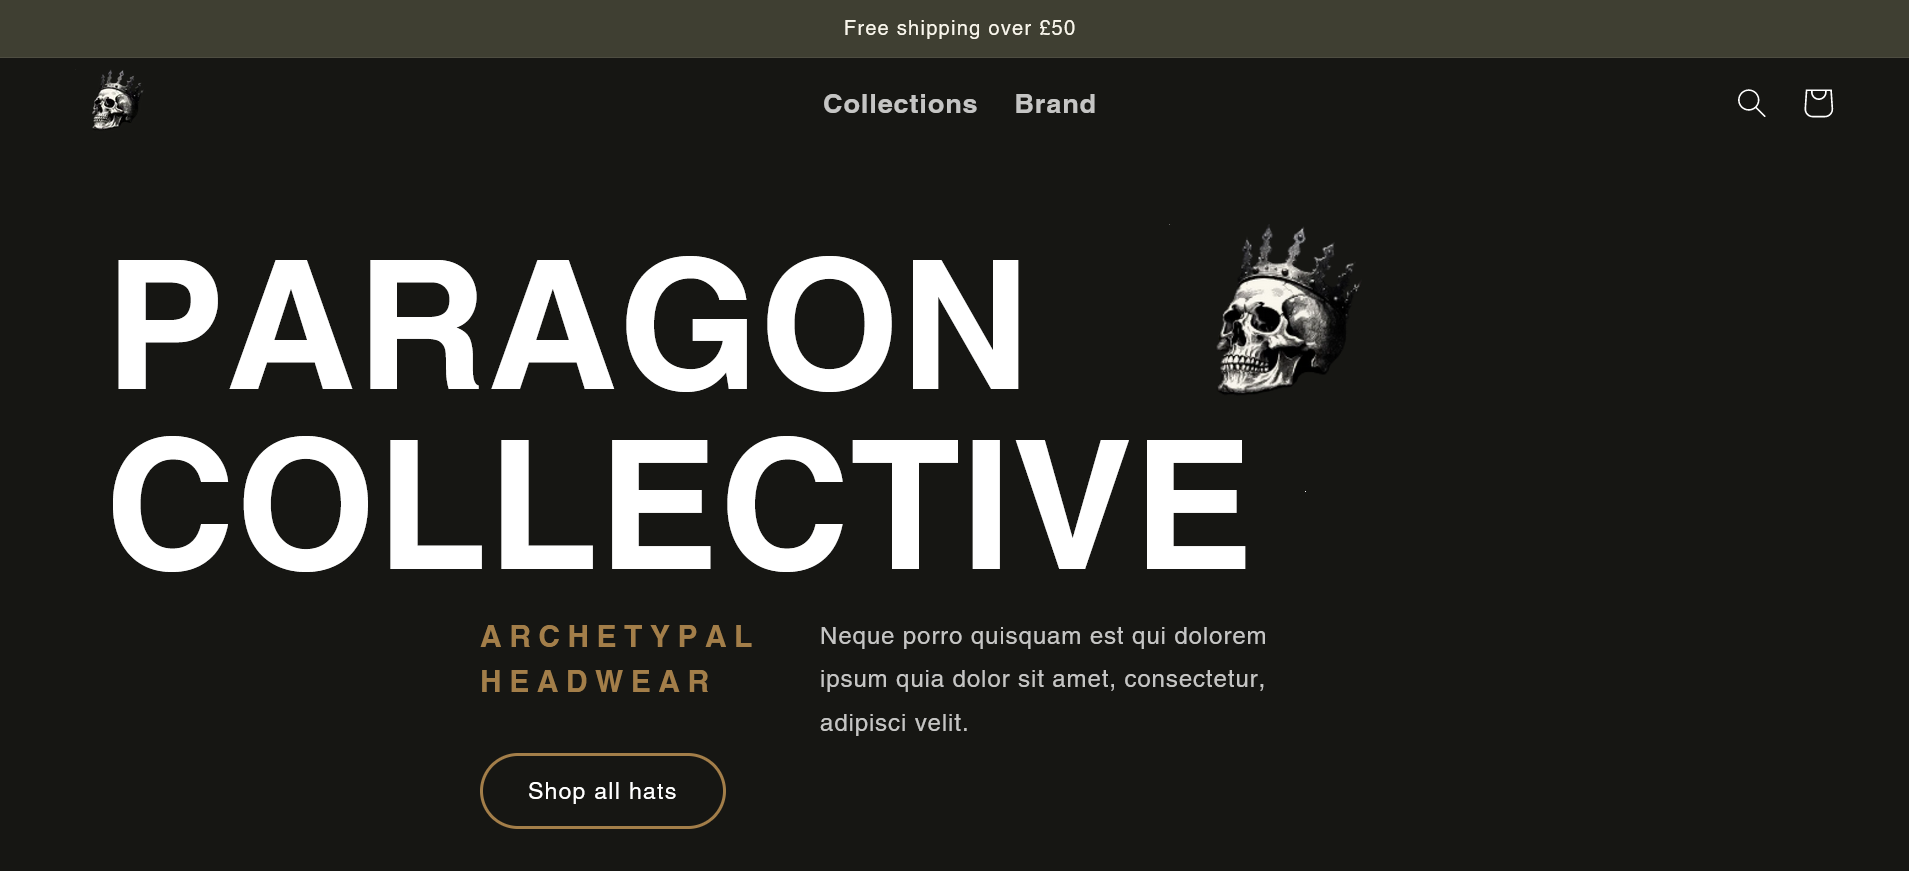 Free shipping over £50
Collections Brand
PARAGON
COLLECTIVE
ARCHETYPAL
HEADWEAR
Neque porro quisquam est qui dolorem
ipsum quia dolor sit amet, consectetur,
adipisci velit.
Shop all hats